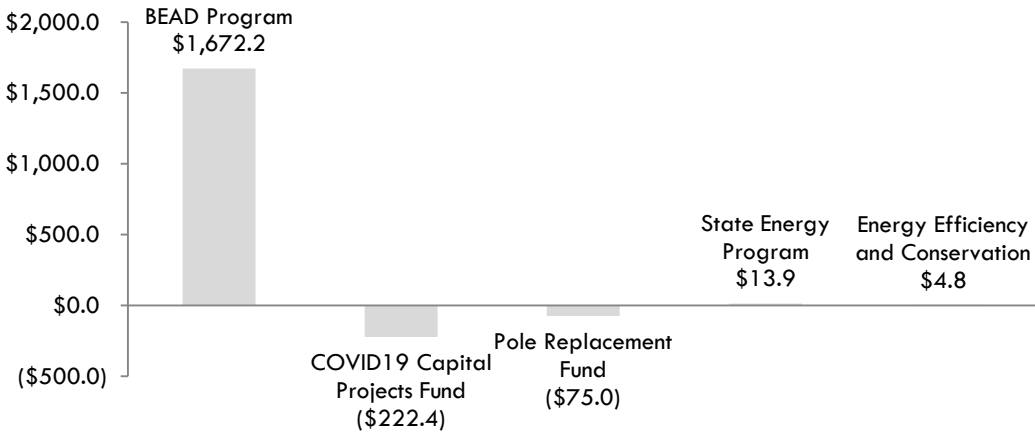 $2,000.0
$1,500.0
$1,000.0
$500.0
$0.0
($500.0)
BEAD Program
$1,672.2
COVID19 Capital
Projects Fund
($222.4)
Pole Replacement
Fund
($75.0)
State Energy
Program
$13.9
Energy Efficiency
and Conservation
$4.8